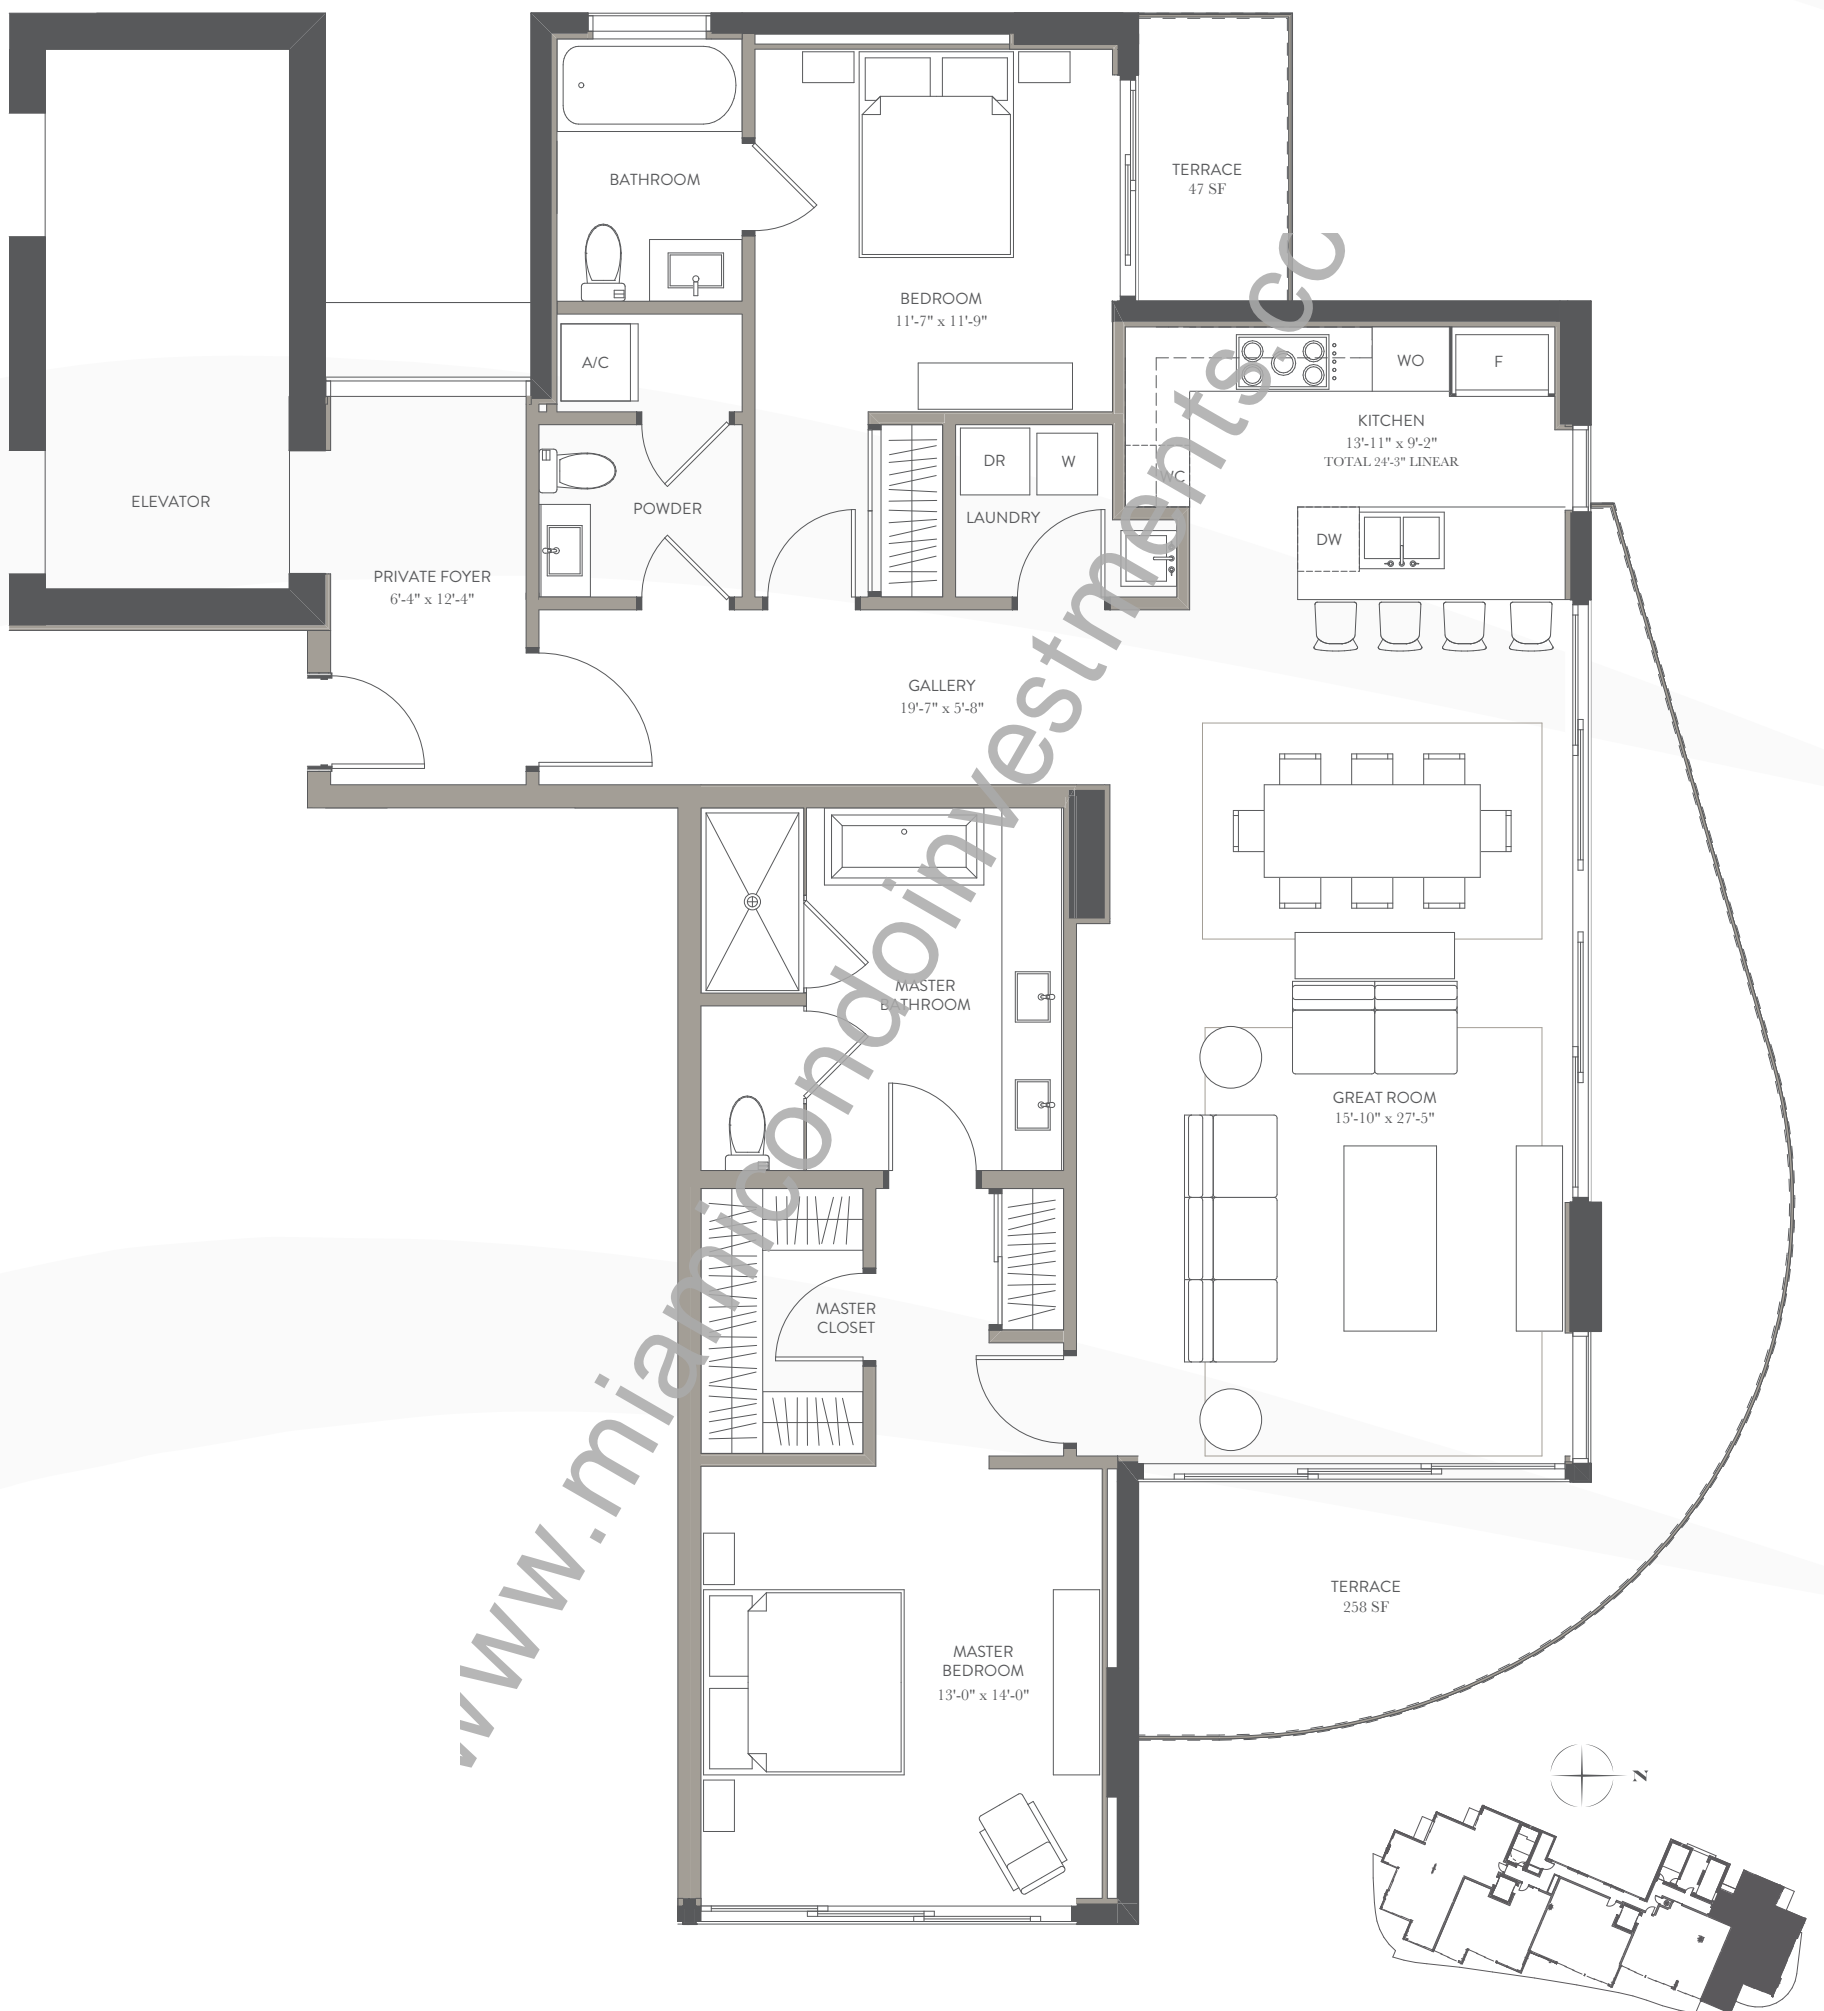 BATHROOM
TERRACE
47 SF
BEDROOM
11'-7" x 11'-9"
A/C
WO
F
KITCHEN
13'-11" x 9'-2"
TOTAL 24'-3" LINEAR
DR
W
WC
ELEVATOR
POWDER
LAUNDRY
DW
PRIVATE FOYER
6'-4" x 12'-4"
GALLERY
19'-7" x 5'-8"
MASTER
BATHROOM
GREAT ROOM
15'-10" x 27'-5"
MASTER
CLOSET
TERRACE
258 SF
MASTER
BEDROOM
13'-0" x 14'-0"
N
www.miamicondoinvestments.cc